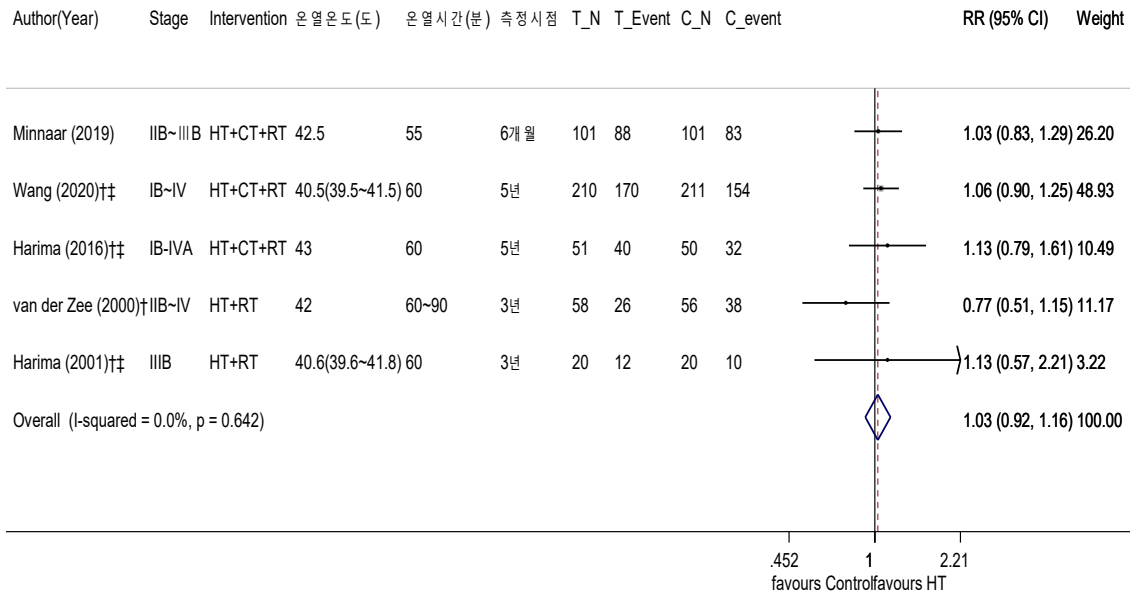 Author(Year) Stage Intervention 온열온도(도) 온열시간(분) 측정시점 T_N T_Event C_N C_event RR (95% CI) Weight
Minnaar (2019) IIB~ⅢB HT+CT+RT 42.5 55 6개월 101 88 101 83 1.03 (0.83, 1.29) 26.20
Wang (2020)†‡ IB~IV HT+CT+RT 40.5(39.5~41.5) 60 5년 210 170 211 154 1.06 (0.90, 1.25) 48.93
Harima (2016)†‡ IB-IVA HT+CT+RT 43 60 5년 51 40 50 32 1.13 (0.79, 1.61) 10.49
van der Zee (2000)† IIB~IV HT+RT 42 60~90 3년 58 26 56 38 0.77 (0.51, 1.15) 11.17
Harima (2001)†‡ IIIB HT+RT 40.6(39.6~41.8) 60 3년 20 12 20 10 1.13 (0.57, 2.21) 3.22
Overall (I-squared = 0.0%, p = 0.642) 1.03 (0.92, 1.16) 100.00
.452 1 2.21
favours Control favours HT